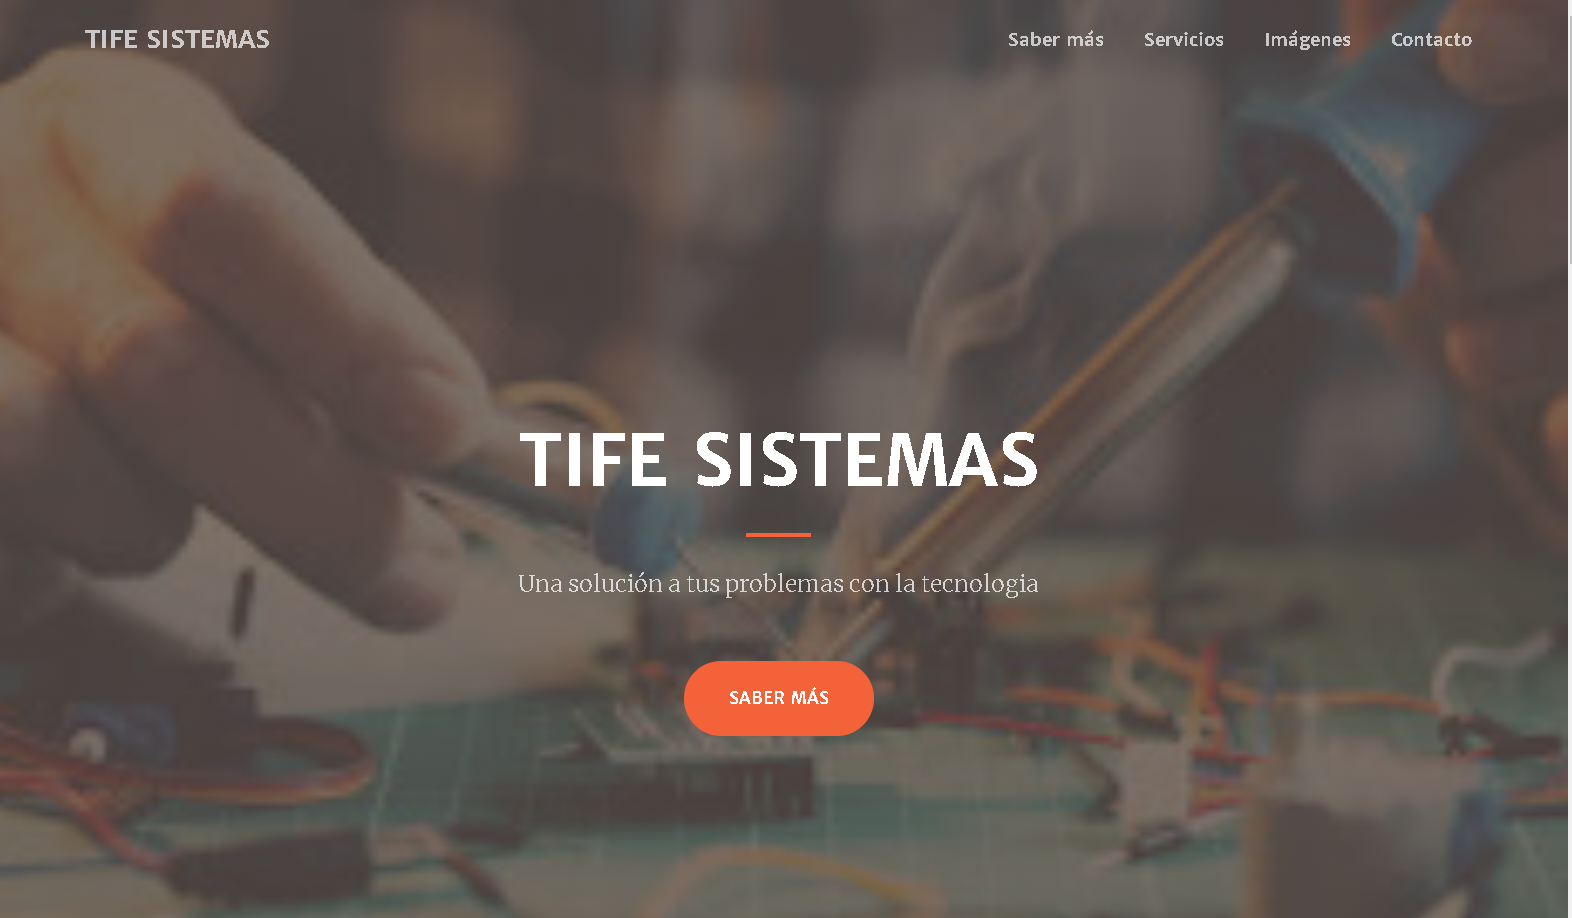 TIFE SISTEMAS
Saber más
Servicios
Imágenes
Contacto
TIFE SISTEMAS
Una solución a tus problemas con la tecnologia
SABER MÁS